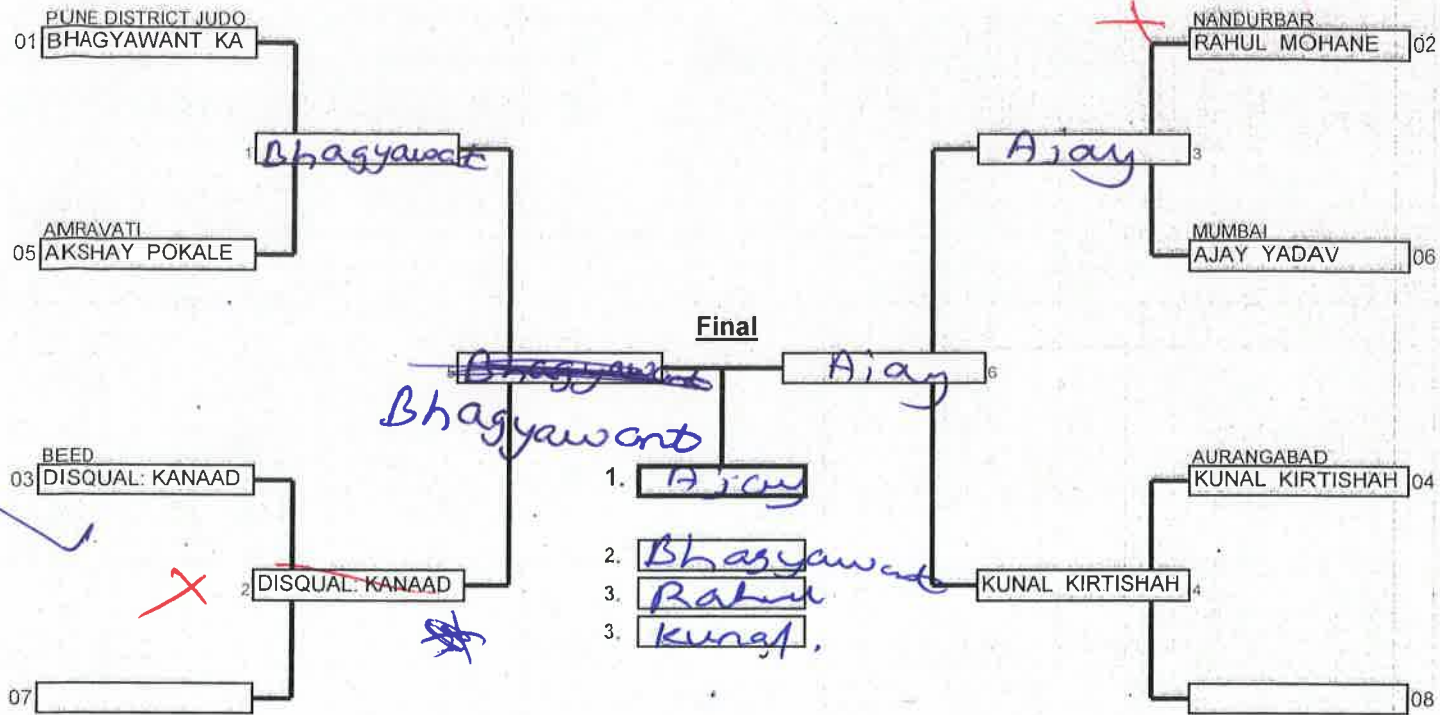 PUNE DISTRICT JUDO
01 BHAGYAWANT KA
1 Bhagyawat
AMRAVATI
05 AKSHAY POKALE
BEED
03 DISQUAL: KANAAD
2 DISQUAL: KANAAD
07
NANDURBAR
RAHUL MOHANE 02
Ajay 3
MUMBAI
AJAY YADAV 06
Final
5 Bhagyawant
Bhagyawant
Ajay 6
1. Ajay
2. Bhagyawant
3. Rahul
3. Kunal.
AURANGABAD
KUNAL KIRTISHAH 04
KUNAL KIRTISHAH 4
08